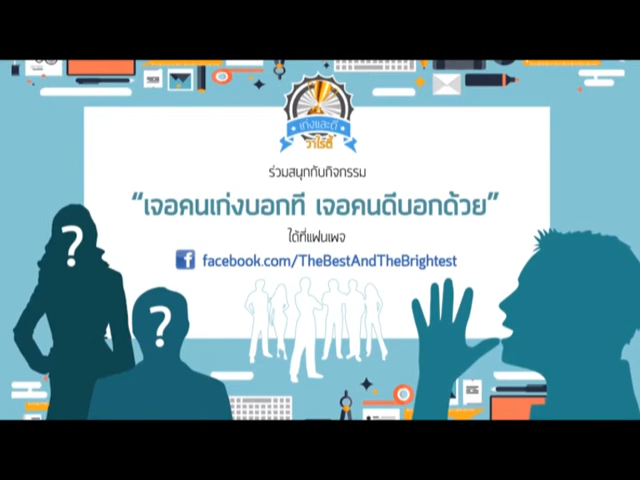 เก่งและดี
วาไรตี้
ร่วมสนุกกับกิจกรรม
“เจอคนเก่งบอกที เจอคนดีบอกด้วย”
ได้ที่แฟนเพจ
facebook.com/TheBestAndTheBrightest
?
?